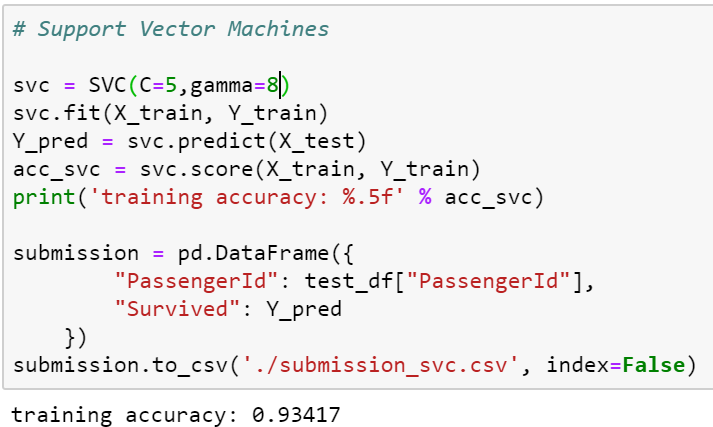 # Support Vector Machines
svc = SVC(C=5,gamma=8)
svc.fit(X_train, Y_train)
Y_pred = svc.predict(X_test)
acc_svc = svc.score(X_train, Y_train)
print('training accuracy: %.5f' % acc_svc)
submission = pd.DataFrame({
        "PassengerId": test_df["PassengerId"],
        "Survived": Y_pred
    })
submission.to_csv('./submission_svc.csv', index=False)
training accuracy: 0.93417